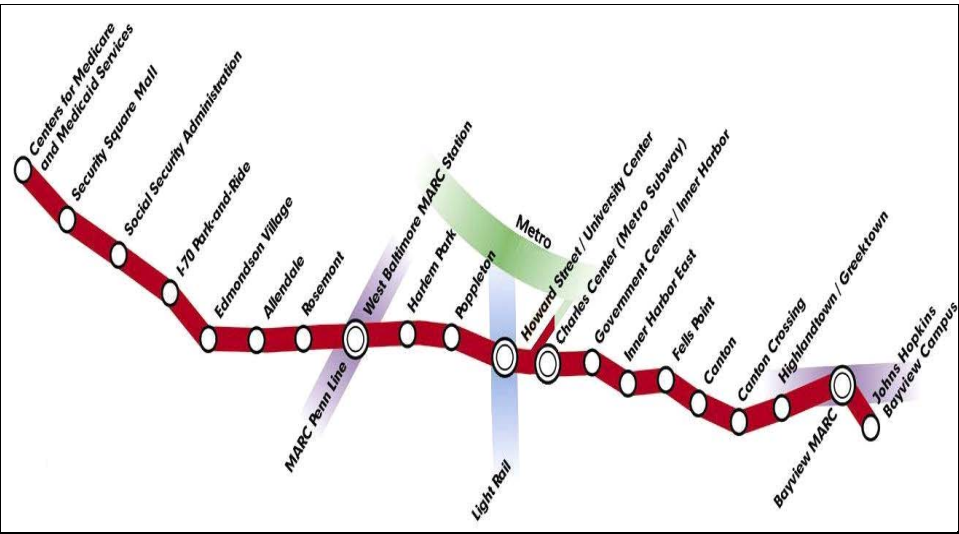 Centers for Medicare
and Medicaid Services
Security Square Mall
Social Security Administration
I-70 Park-and-Ride
Edmondson Village
Allendale
Rosemont
West Baltimore MARC Station
MARC Penn Line
Harlem Park
Poppleton
Metro
Light Rail
Howard Street / University Center
Charles Center (Metro Subway)
Government Center / Inner Harbor
Inner Harbor East
Fells Point
Canton
Canton Crossing
Highlandtown / Greektown
Bayview MARC
Johns Hopkins
Bayview Campus